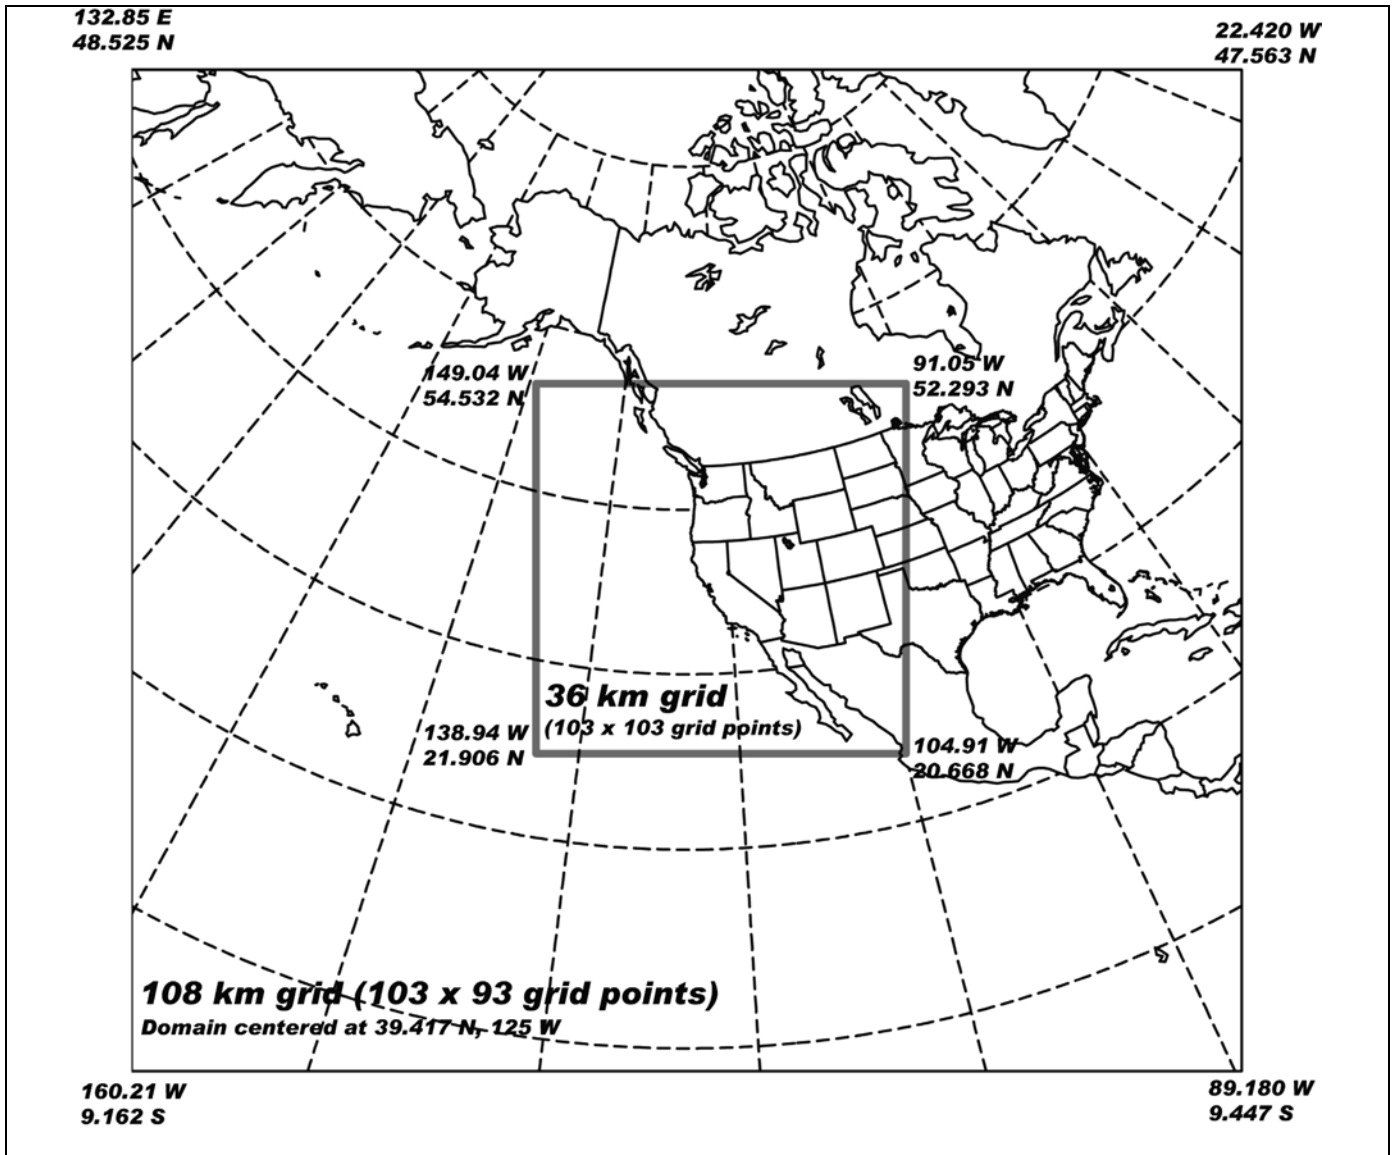 132.85 E
48.525 N
22.420 W
47.563 N
149.04 W
54.532 N
91.05 W
52.293 N
36 km grid
(103 x 103 grid points)
138.94 W
21.906 N
104.91 W
20.668 N
108 km grid (103 x 93 grid points)
Domain centered at 39.417 N, 125 W
160.21 W
9.162 S
89.180 W
9.447 S